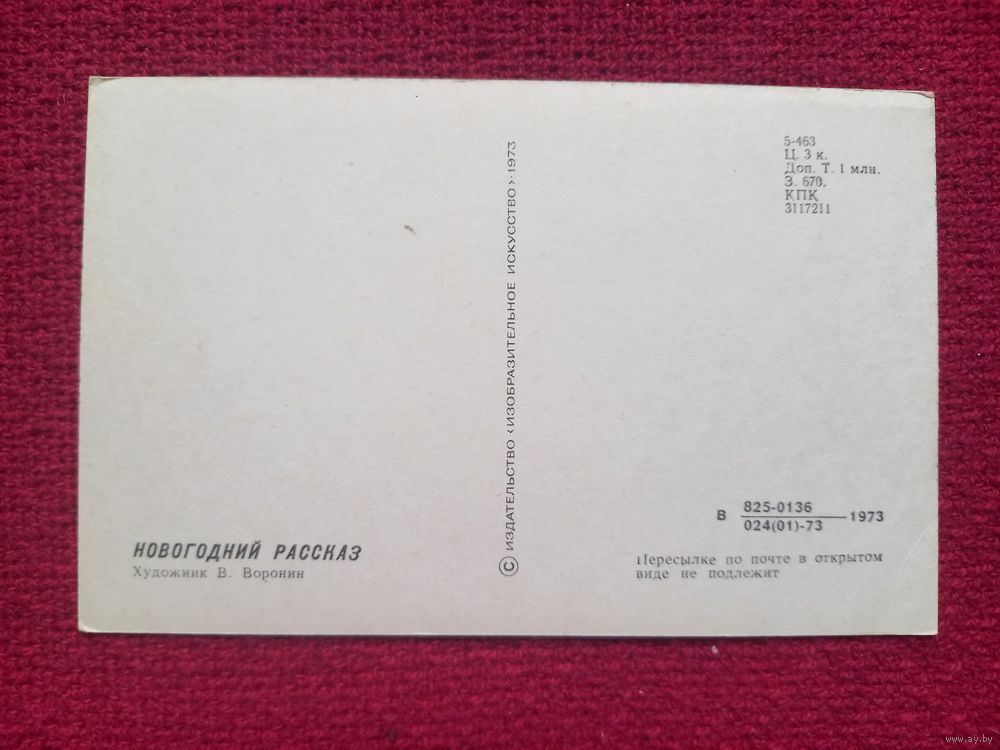 5-463
Ц. 3 к.
Доп. Т. 1 млн.
З. 670.
КПК
3117211
© ИЗДАТЕЛЬСТВО «ИЗОБРАЗИТЕЛЬНОЕ ИСКУССТВО»·1973
НОВОГОДНИЙ РАССКАЗ
Художник В. Воронин
В 825-0136
024(01)-73 —1973
Пересылке по почте в открытом
виде не подлежит
www.ay.by